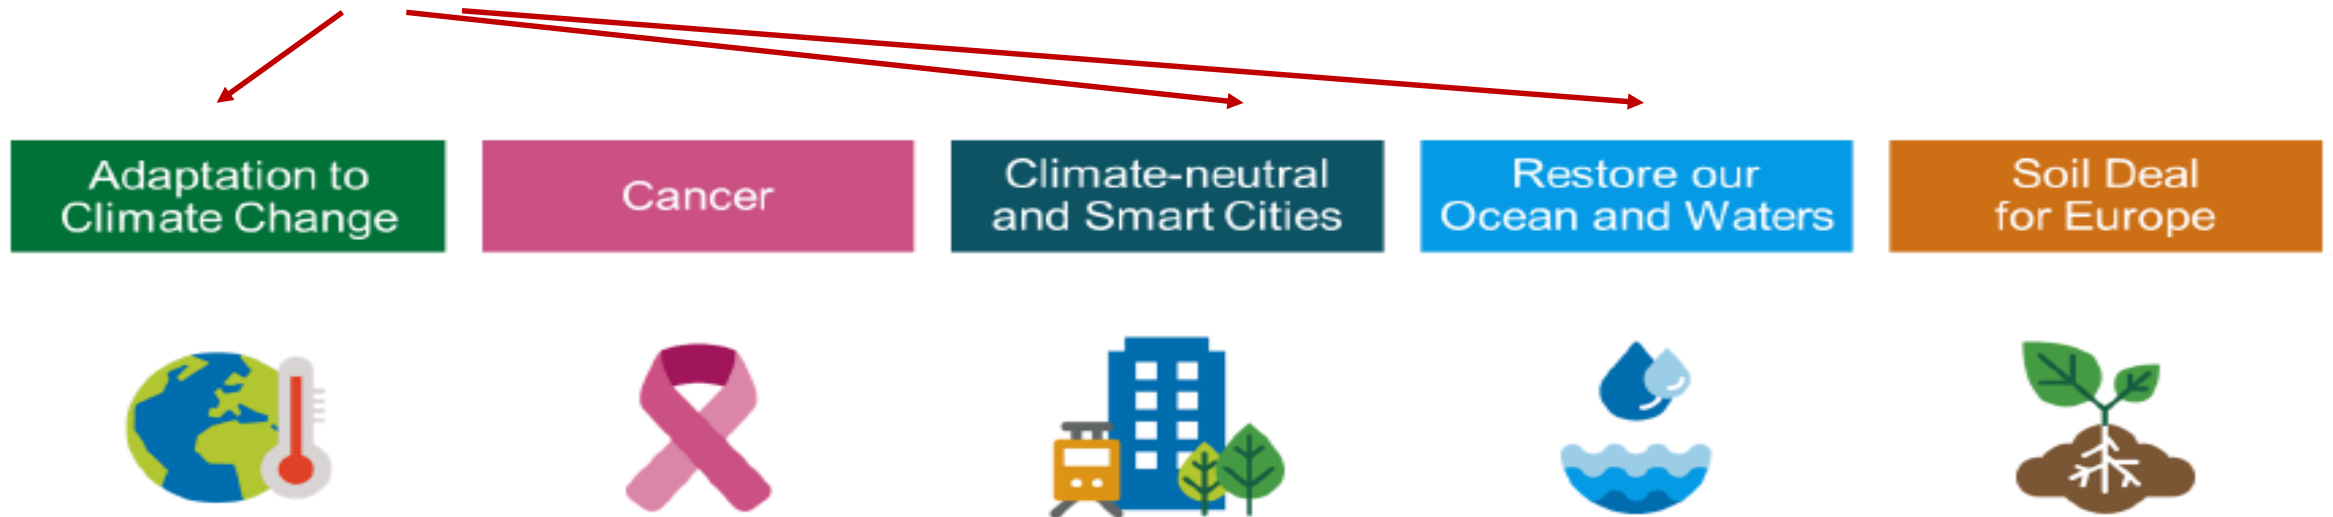 Adaptation to
Climate Change
Cancer
Climate-neutral
and Smart Cities
Restore our
Ocean and Waters
Soil Deal
for Europe